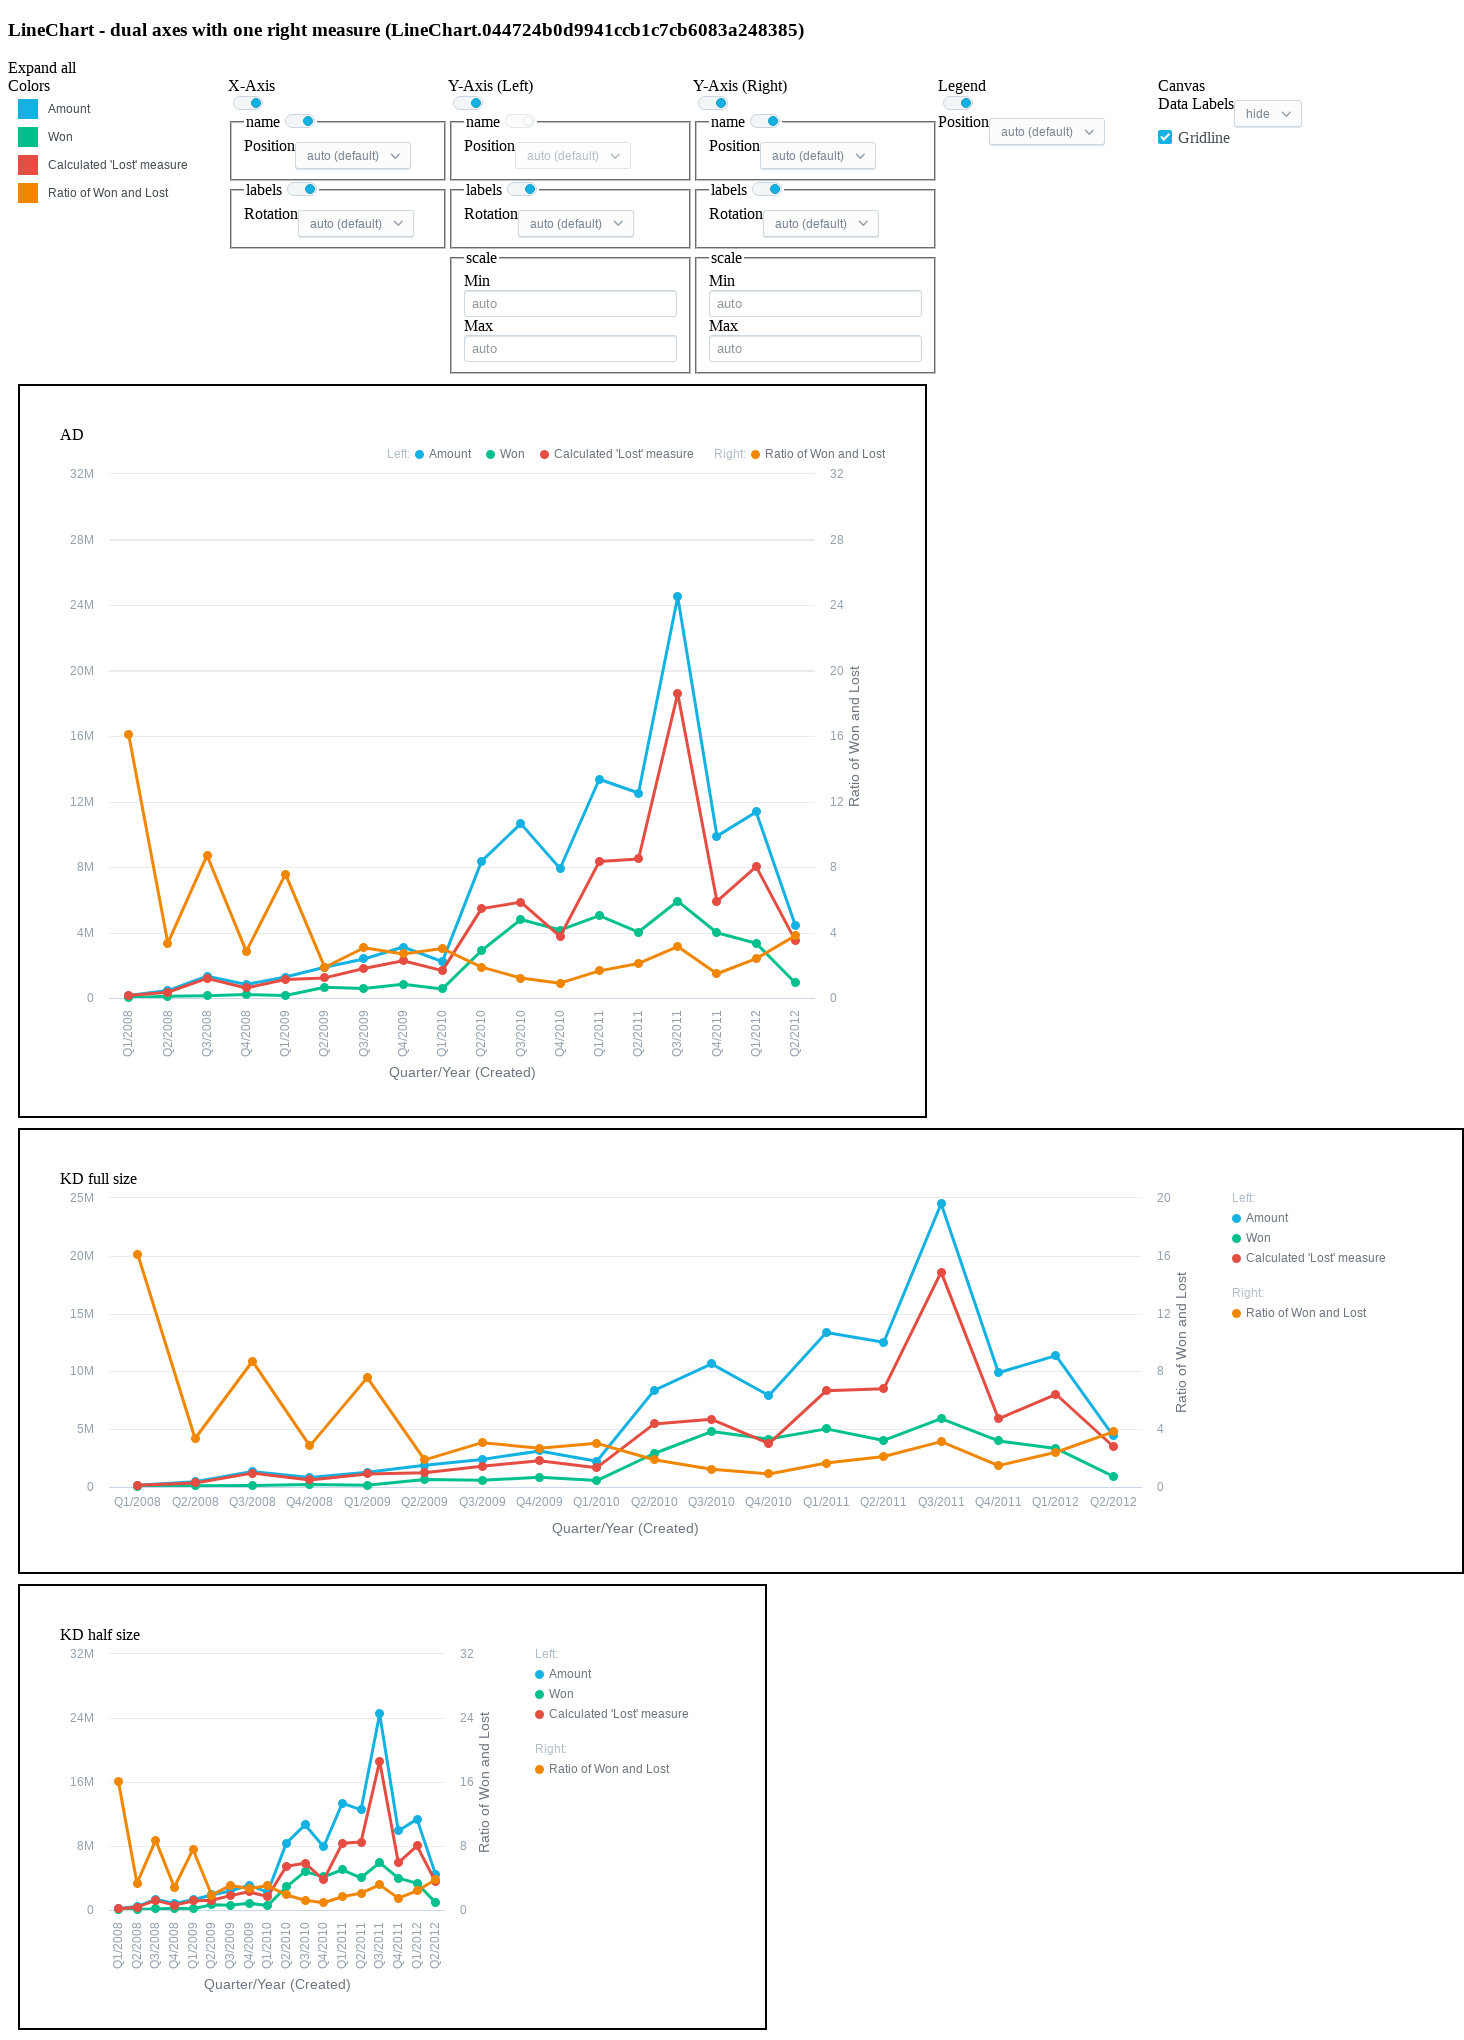 LineChart - dual axes with one right measure (LineChart.044724b0d9941ccb1c7cb6083a248385)
Expand all
Colors
Amount
Won
Calculated 'Lost' measure
Ratio of Won and Lost
X-Axis
name
Position auto (default)
labels
Rotation auto (default)
Y-Axis (Left)
name
Position auto (default)
labels
Rotation auto (default)
scale
Min
auto
Max
auto
Y-Axis (Right)
name
Position auto (default)
labels
Rotation auto (default)
scale
Min
auto
Max
auto
Legend
Position auto (default)
Canvas
Data Labels hide
Gridline
AD
Left: Amount Won Calculated 'Lost' measure Right: Ratio of Won and Lost
32M
28M
24M
20M
16M
12M
8M
4M
0
32
28
24
20
16
12
8
4
0
Ratio of Won and Lost
Q1/2008 Q2/2008 Q3/2008 Q4/2008 Q1/2009 Q2/2009 Q3/2009 Q4/2009 Q1/2010 Q2/2010 Q3/2010 Q4/2010 Q1/2011 Q2/2011 Q3/2011 Q4/2011 Q1/2012 Q2/2012
Quarter/Year (Created)
KD full size
25M
20M
15M
10M
5M
0
20
16
12
8
4
0
Ratio of Won and Lost
Left:
Amount
Won
Calculated 'Lost' measure
Right:
Ratio of Won and Lost
Q1/2008 Q2/2008 Q3/2008 Q4/2008 Q1/2009 Q2/2009 Q3/2009 Q4/2009 Q1/2010 Q2/2010 Q3/2010 Q4/2010 Q1/2011 Q2/2011 Q3/2011 Q4/2011 Q1/2012 Q2/2012
Quarter/Year (Created)
KD half size
32M
24M
16M
8M
0
32
24
16
8
0
Ratio of Won and Lost
Left:
Amount
Won
Calculated 'Lost' measure
Right:
Ratio of Won and Lost
Q1/2008 Q2/2008 Q3/2008 Q4/2008 Q1/2009 Q2/2009 Q3/2009 Q4/2009 Q1/2010 Q2/2010 Q3/2010 Q4/2010 Q1/2011 Q2/2011 Q3/2011 Q4/2011 Q1/2012 Q2/2012
Quarter/Year (Created)